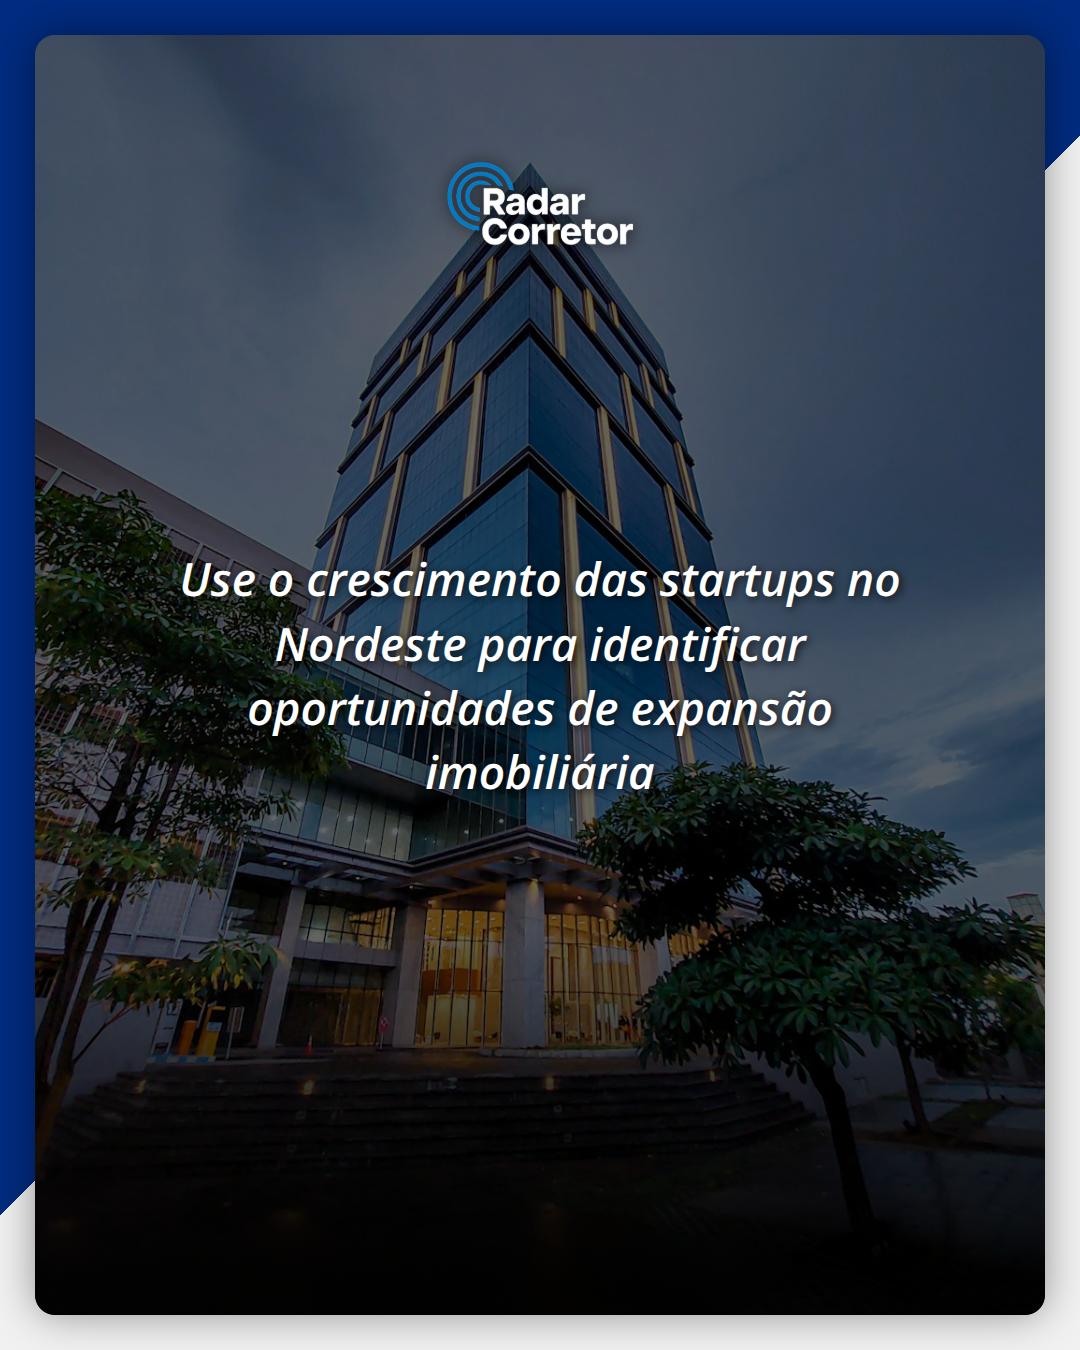 Radar
Corretor
Use o crescimento das startups no
Nordeste para identificar
oportunidades de expansão
imobiliária